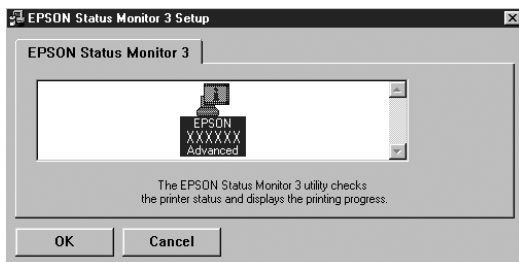 EPSON Status Monitor 3 Setup
EPSON Status Monitor 3
EPSON
XXXXXX
Advanced
The EPSON Status Monitor 3 utility checks
the printer status and displays the printing progress.
OK Cancel